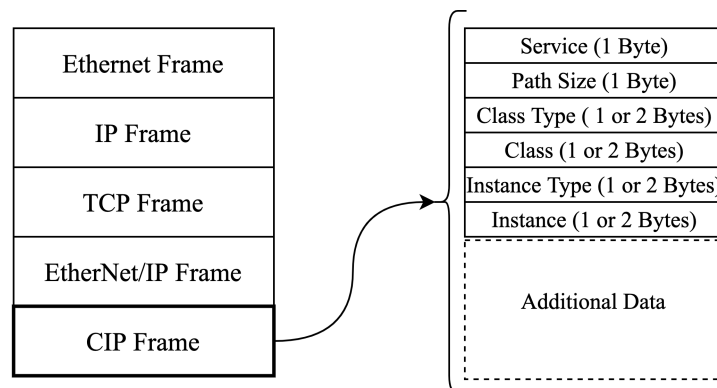 Ethernet Frame
IP Frame
TCP Frame
EtherNet/IP Frame
CIP Frame
Service (1 Byte)
Path Size (1 Byte)
Class Type ( 1 or 2 Bytes)
Class (1 or 2 Bytes)
Instance Type (1 or 2 Bytes)
Instance (1 or 2 Bytes)
Additional Data